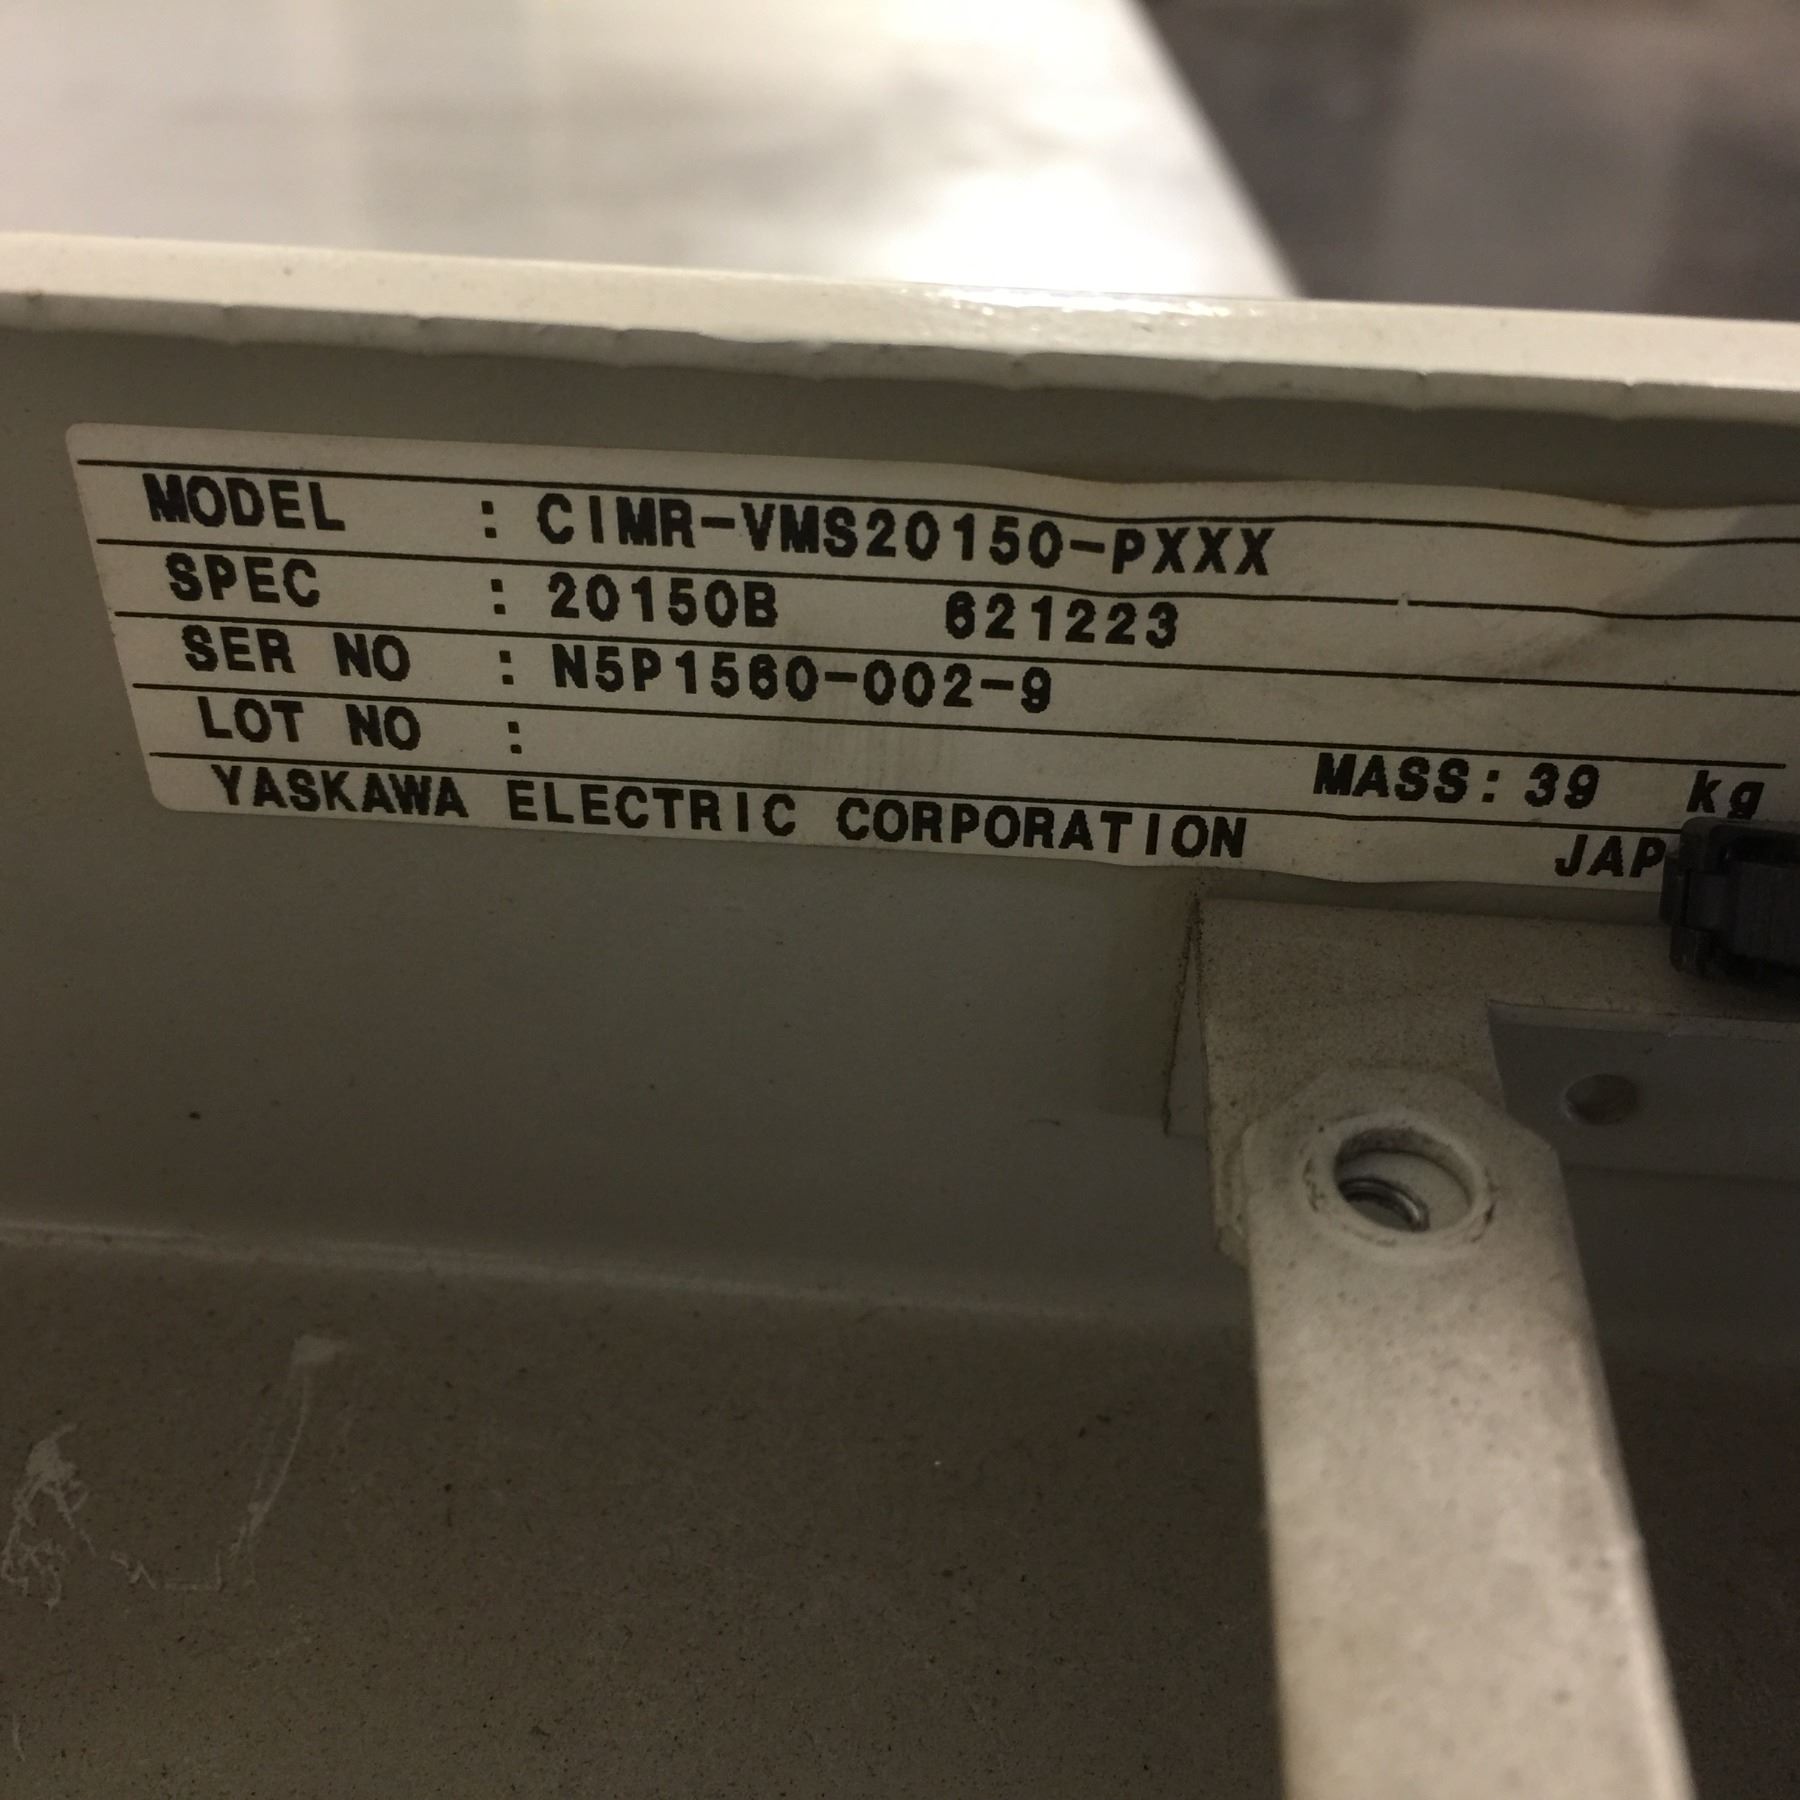 MODEL : CIMR-VMS20150-PXXX
SPEC : 20150B 621223
SER NO : N5P1560-002-9
LOT NO :
MASS: 39 kg
YASKAWA ELECTRIC CORPORATION JAP